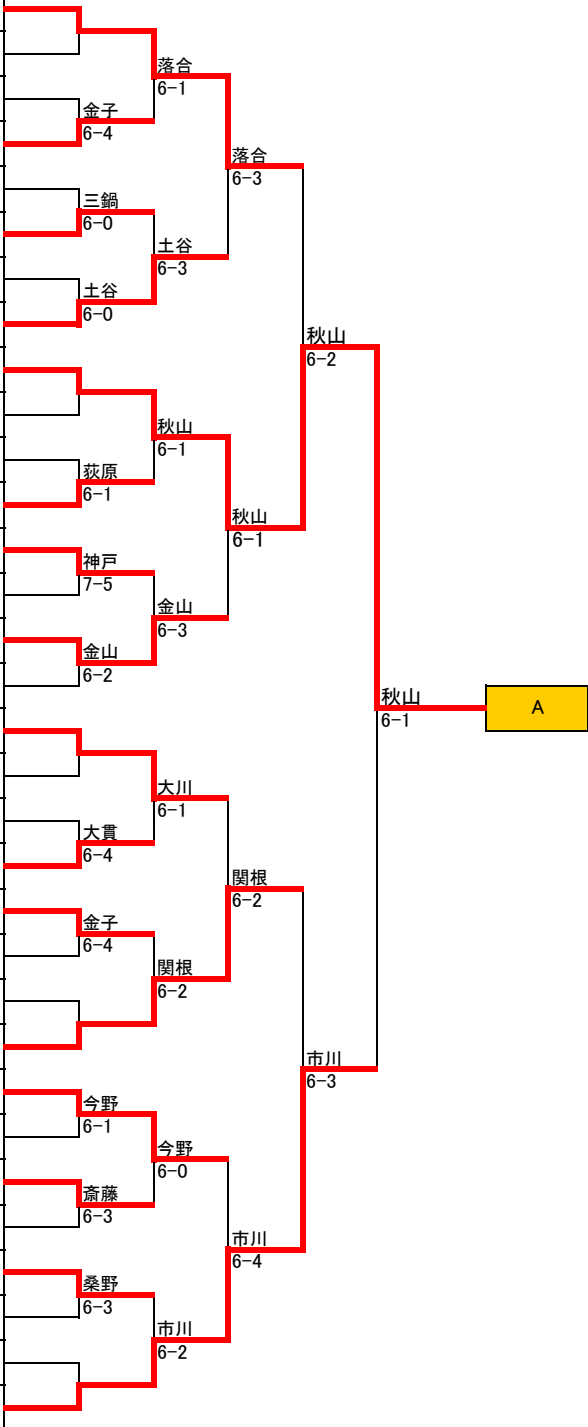 落合
6-1
金子
6-4
落合
6-3
三鍋
6-0
土谷
6-3
土谷
6-0
秋山
6-2
秋山
6-1
荻原
6-1
秋山
6-1
神戸
7-5
金山
6-3
金山
6-2
秋山
6-1
A
大川
6-1
大貫
6-4
関根
6-2
金子
6-4
関根
6-2
市川
6-3
今野
6-1
今野
6-0
斎藤
6-3
市川
6-4
桑野
6-3
市川
6-2